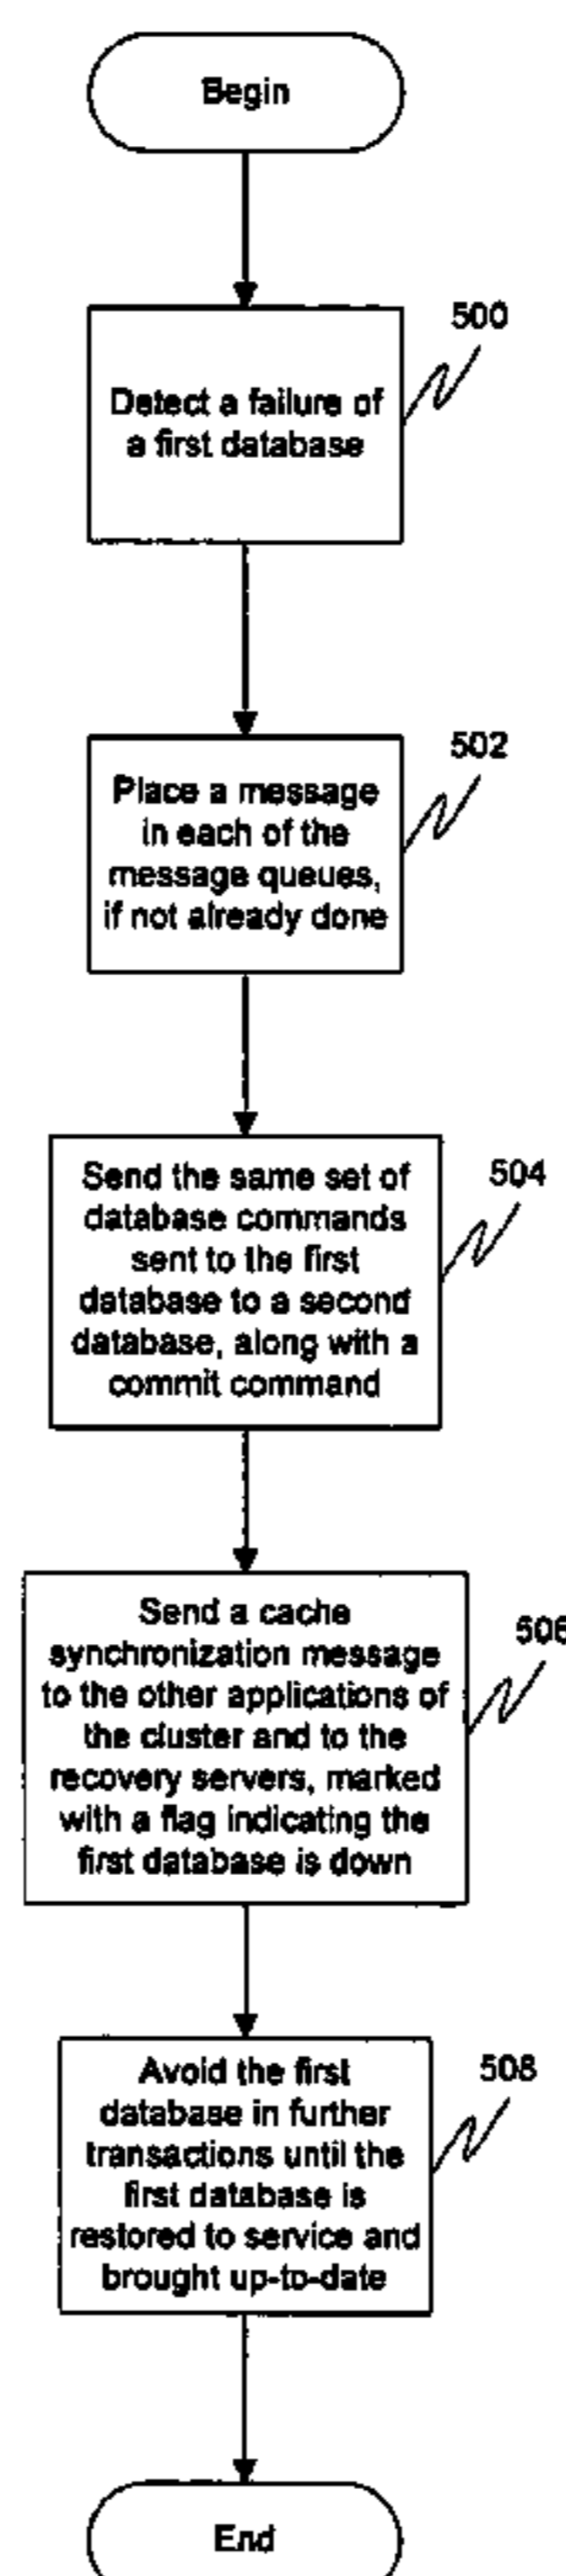 Begin
500
Detect a failure of
a first database
502
Place a message
in each of the
message queues,
if not already done
504
Send the same set of
database commands
sent to the first
database to a second
database, along with a
commit command
506
Send a cache
synchronization message
to the other applications of
the cluster and to the
recovery servers, marked
with a flag indicating the
first database is down
508
Avoid the first
database in further
transactions until the
first database is
restored to service and
brought up-to-date
End